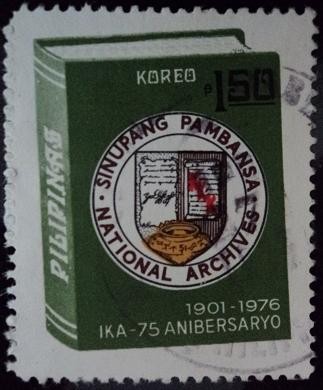 KOREO
₱1.50
PILIPINAS
SINUPANG PAMBANSA
NATIONAL ARCHIVES
1901-1976
IKA-75 ANIBERSARYO